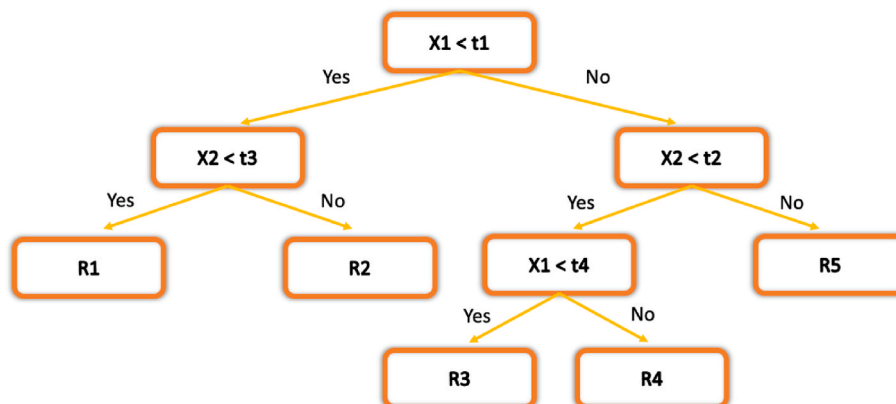 X1 < t1
Yes
No
X2 < t3
X2 < t2
Yes
No
Yes
No
R1
R2
X1 < t4
R5
Yes
No
R3
R4